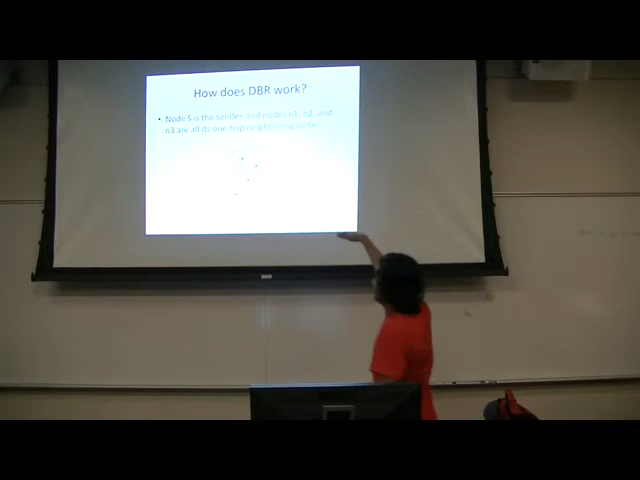 How does DBR work?
• Node S is the sender, and nodes n1, n2, and
n3 are all its one-hop neighboring nodes.